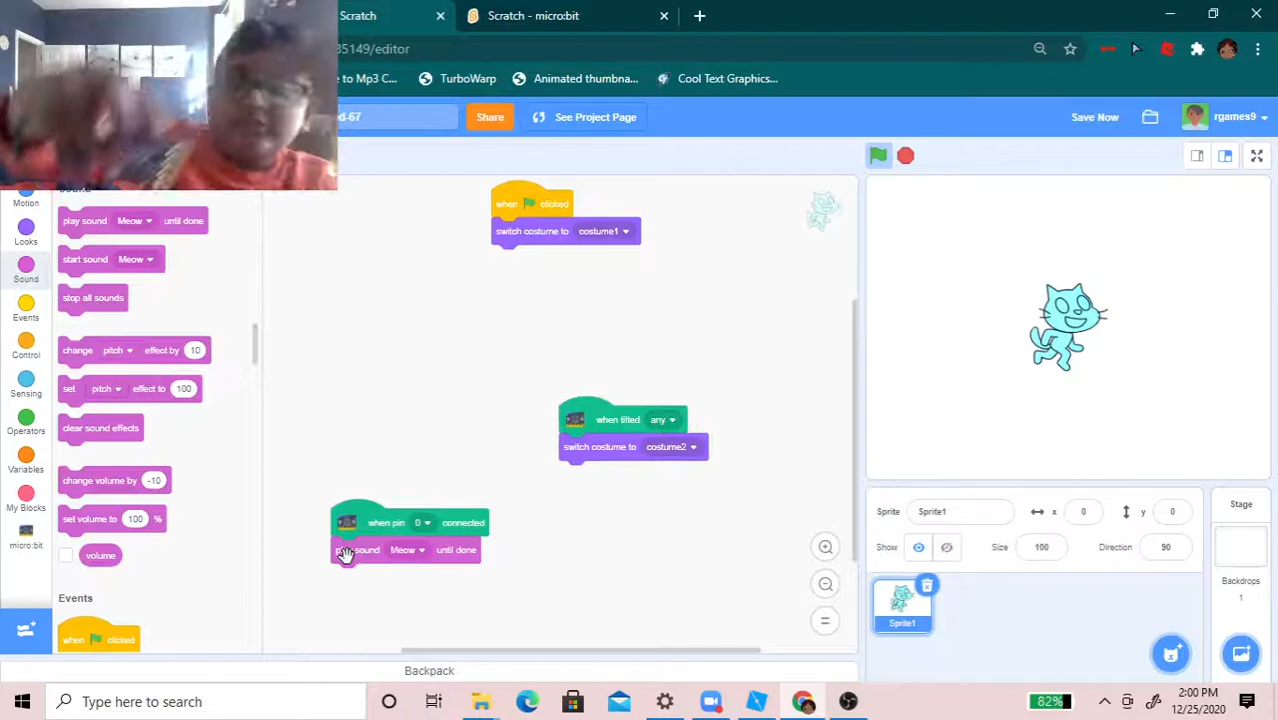 Scratch
Scratch - micro:bit
35149/editor
e to Mp3 C...
TurboWarp
Animated thumbna...
Cool Text Graphics...
ed-67
Share
See Project Page
Save Now
rgames9
Motion
Looks
Sound
Events
Control
Sensing
Operators
Variables
My Blocks
micro:bit
play sound Meow until done
start sound Meow
stop all sounds
change pitch effect by 10
set pitch effect to 100
clear sound effects
change volume by -10
set volume to 100 %
volume
Events
when clicked
when clicked
switch costume to costume1
when tilted any
switch costume to costume2
when pin 0 connected
sound Meow until done
Backpack
Sprite Sprite1
x 0
y 0
Show
Size 100
Direction 90
Sprite1
Stage
Backdrops
1
Type here to search
82%
2:00 PM
12/25/2020